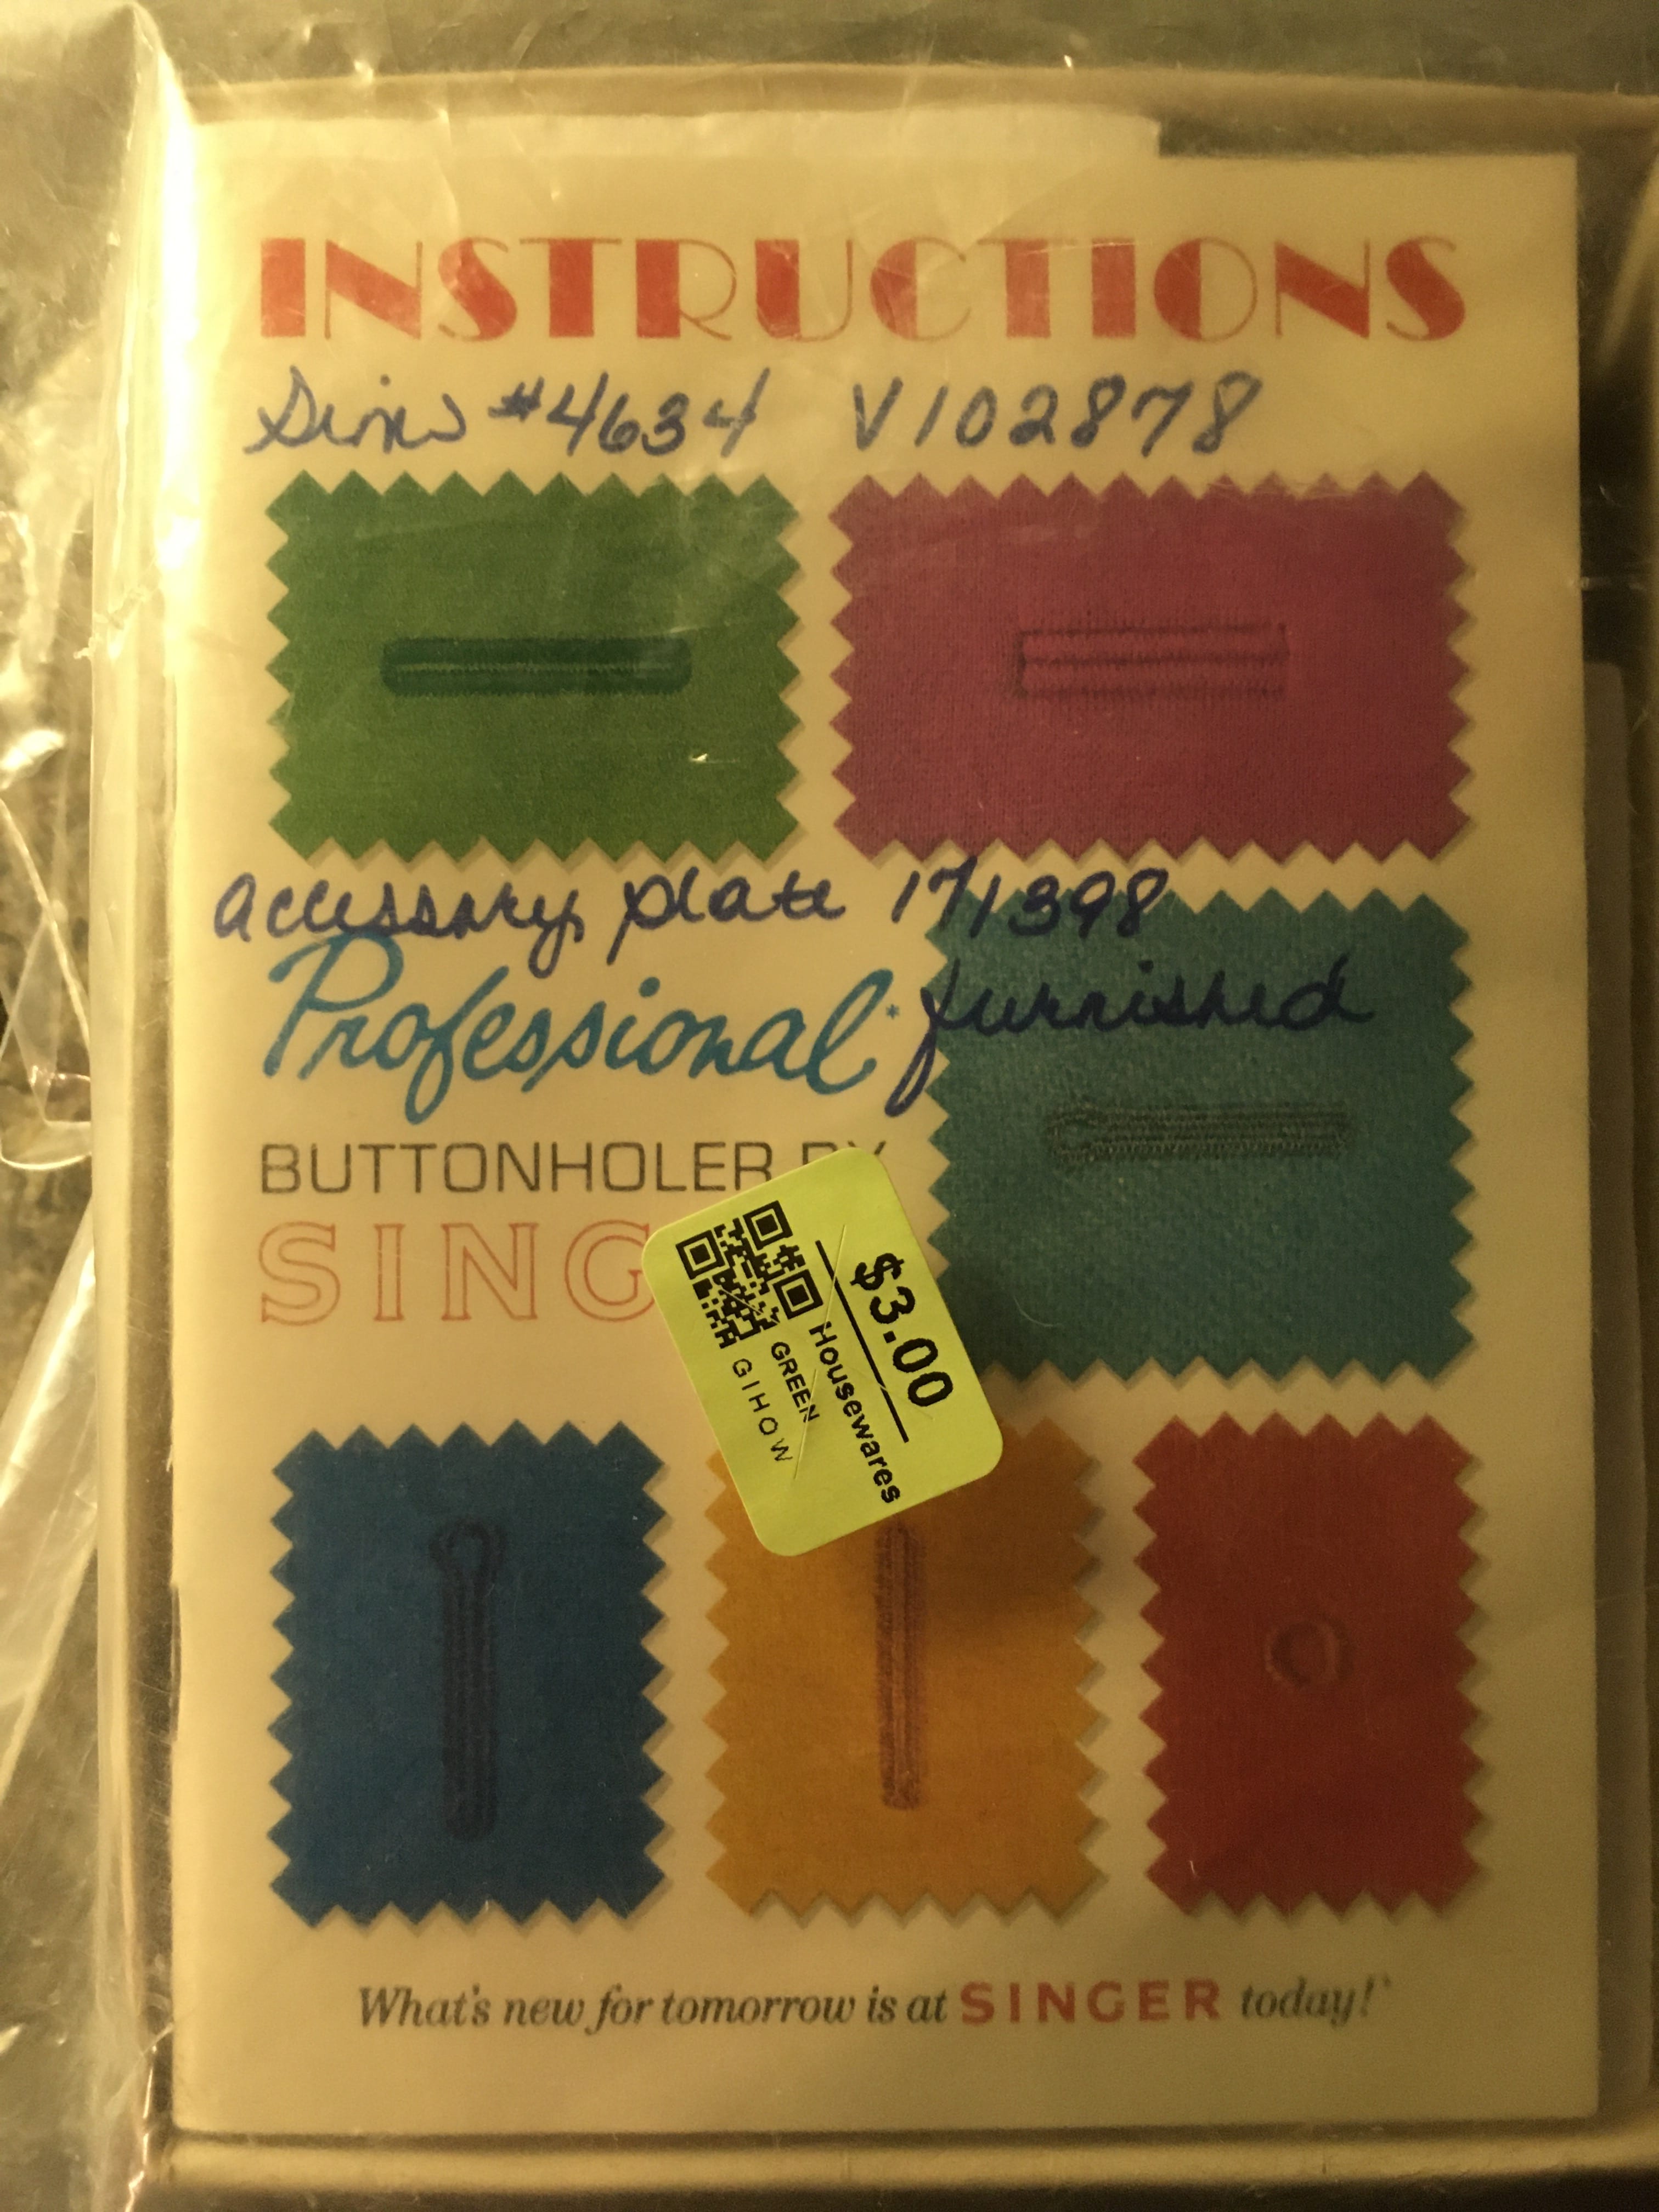 INSTRUCTIONS
#4634 V102878
accessory plate 171398
Professional* furnished
BUTTONHOLER BY
SING
$3.00
Housewares
GREEN
GIHOW
What's new for tomorrow is at SINGER today!*